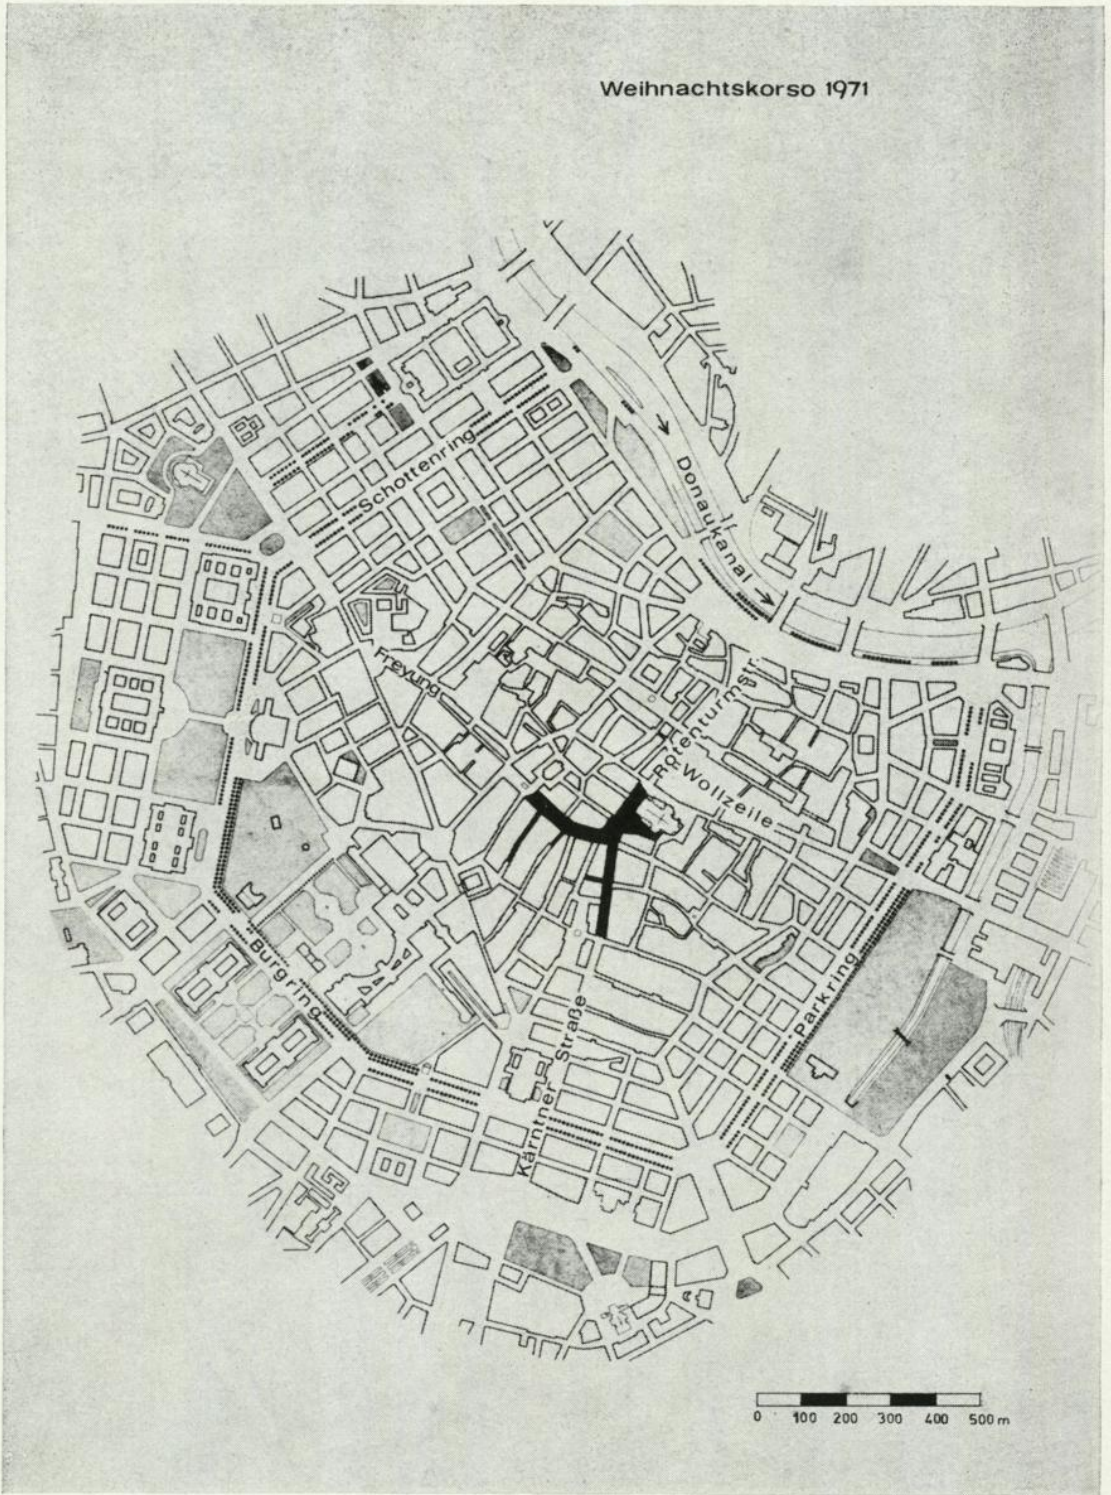 Weihnachtskorso 1971
Schottenring
Donaukanal
Freyung
Rotenturmstr.
Wollzeile
Burgring
Parkring
Kärntner Straße
0 100 200 300 400 500 m